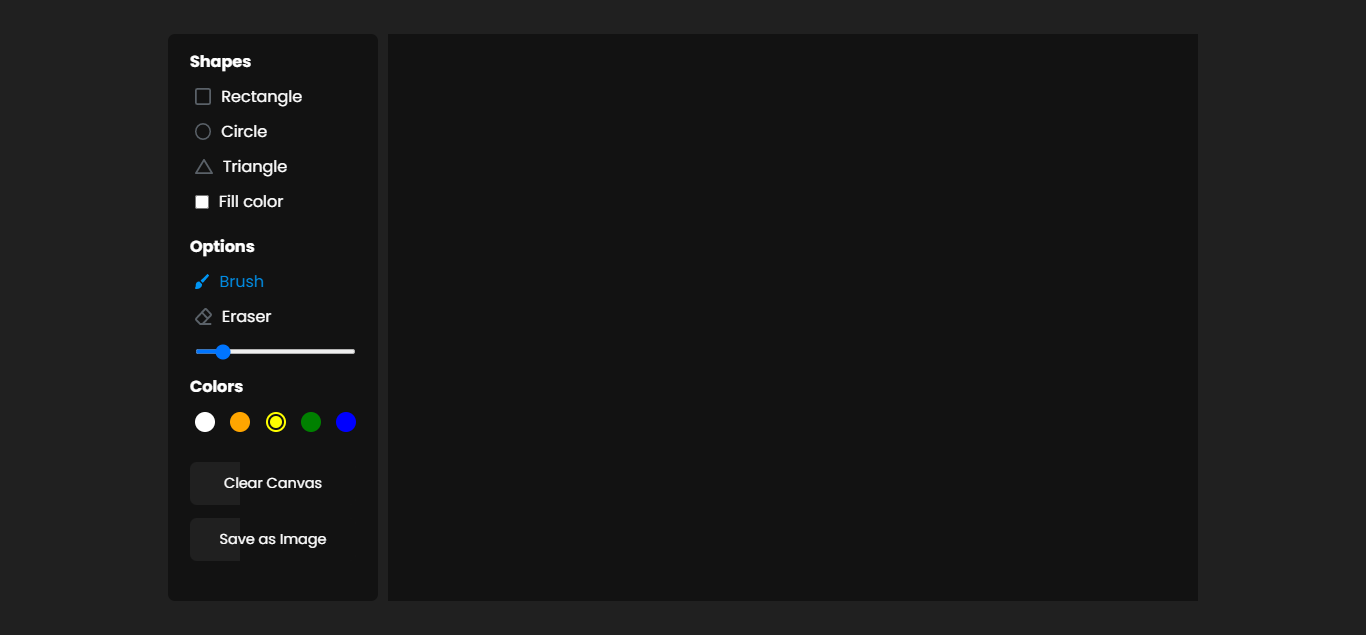 Shapes
Rectangle
Circle
Triangle
Fill color
Options
Brush
Eraser
Colors
Clear Canvas
Save as Image